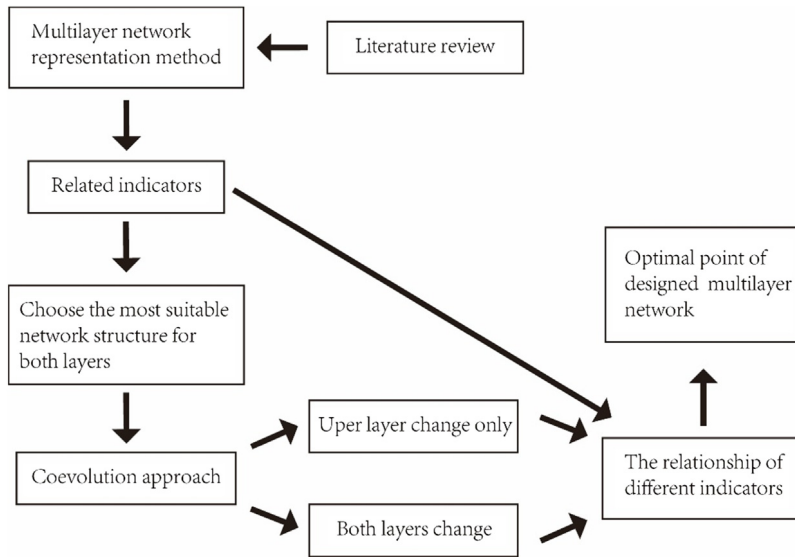 Multilayer network
representation method
Literature review
Related indicators
Choose the most suitable
network structure for
both layers
Optimal point of
designed multilayer
network
Uper layer change only
Coevolution approach
The relationship of
different indicators
Both layers change